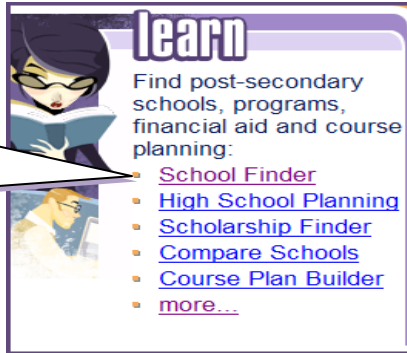 learn
Find post-secondary
schools, programs,
financial aid and course
planning:
School Finder
High School Planning
Scholarship Finder
Compare Schools
Course Plan Builder
more...